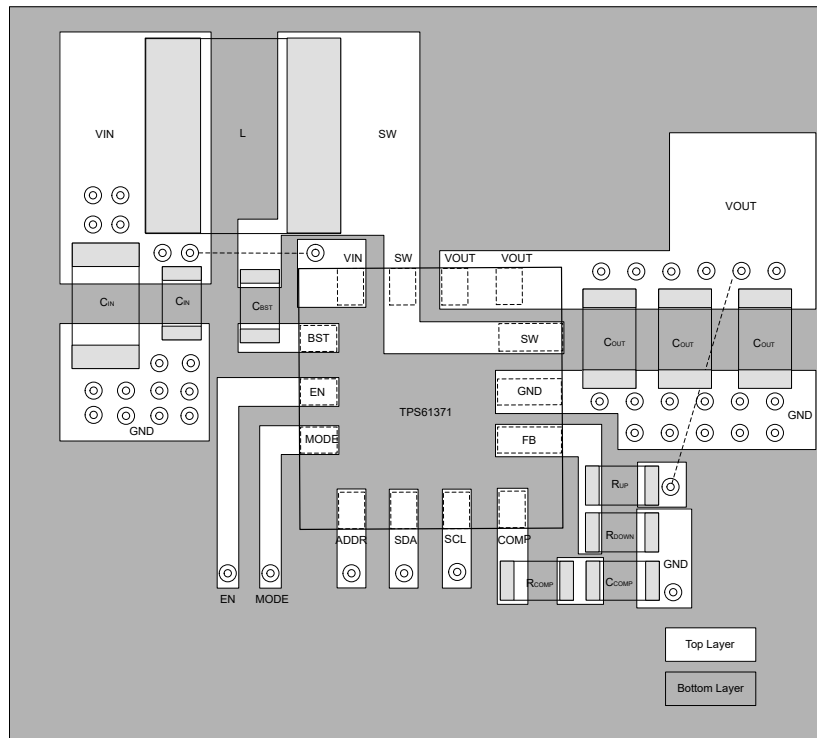 VIN
L
SW
VOUT
VIN
SW
VOUT
VOUT
CIN
CIN
CBST
BST
SW
COUT
COUT
COUT
EN
GND
TPS61371
GND
GND
MODE
FB
RUP
ADDR
SDA
SCL
COMP
RDOWN
GND
RCOMP
CCOMP
EN
MODE
Top Layer
Bottom Layer